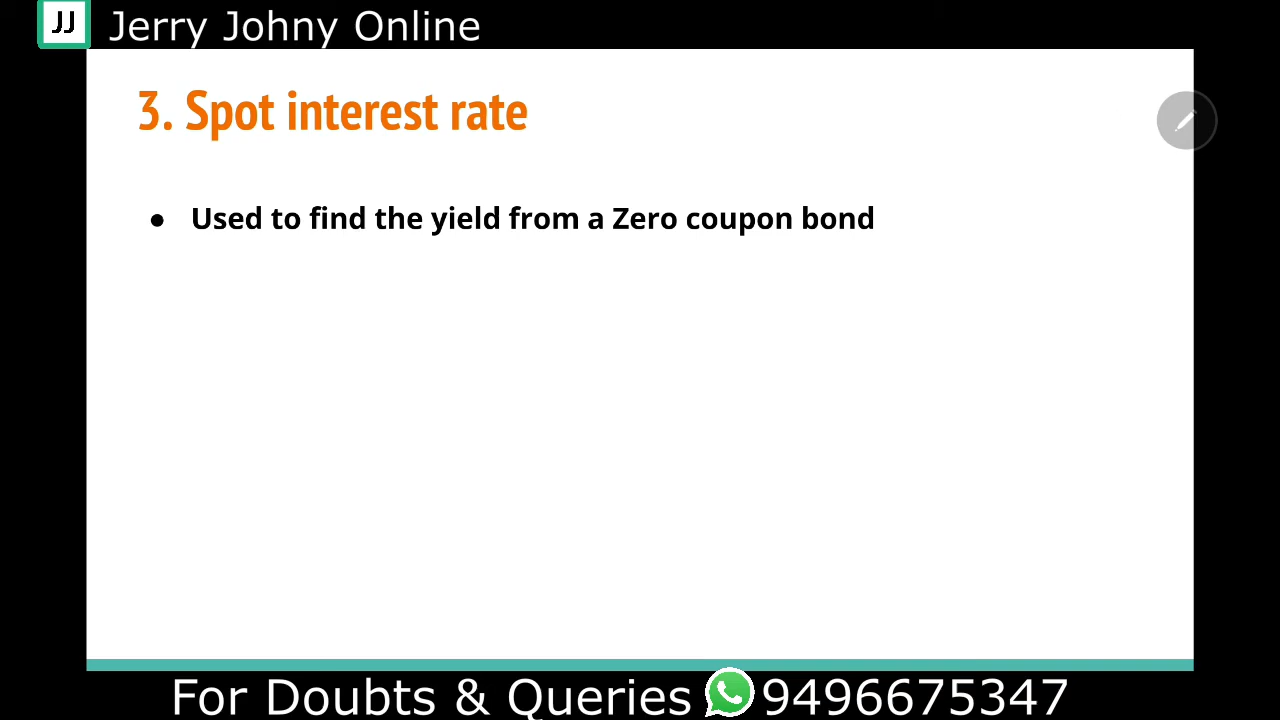 JJ Jerry Johny Online
3. Spot interest rate
● Used to find the yield from a Zero coupon bond
For Doubts & Queries 9496675347